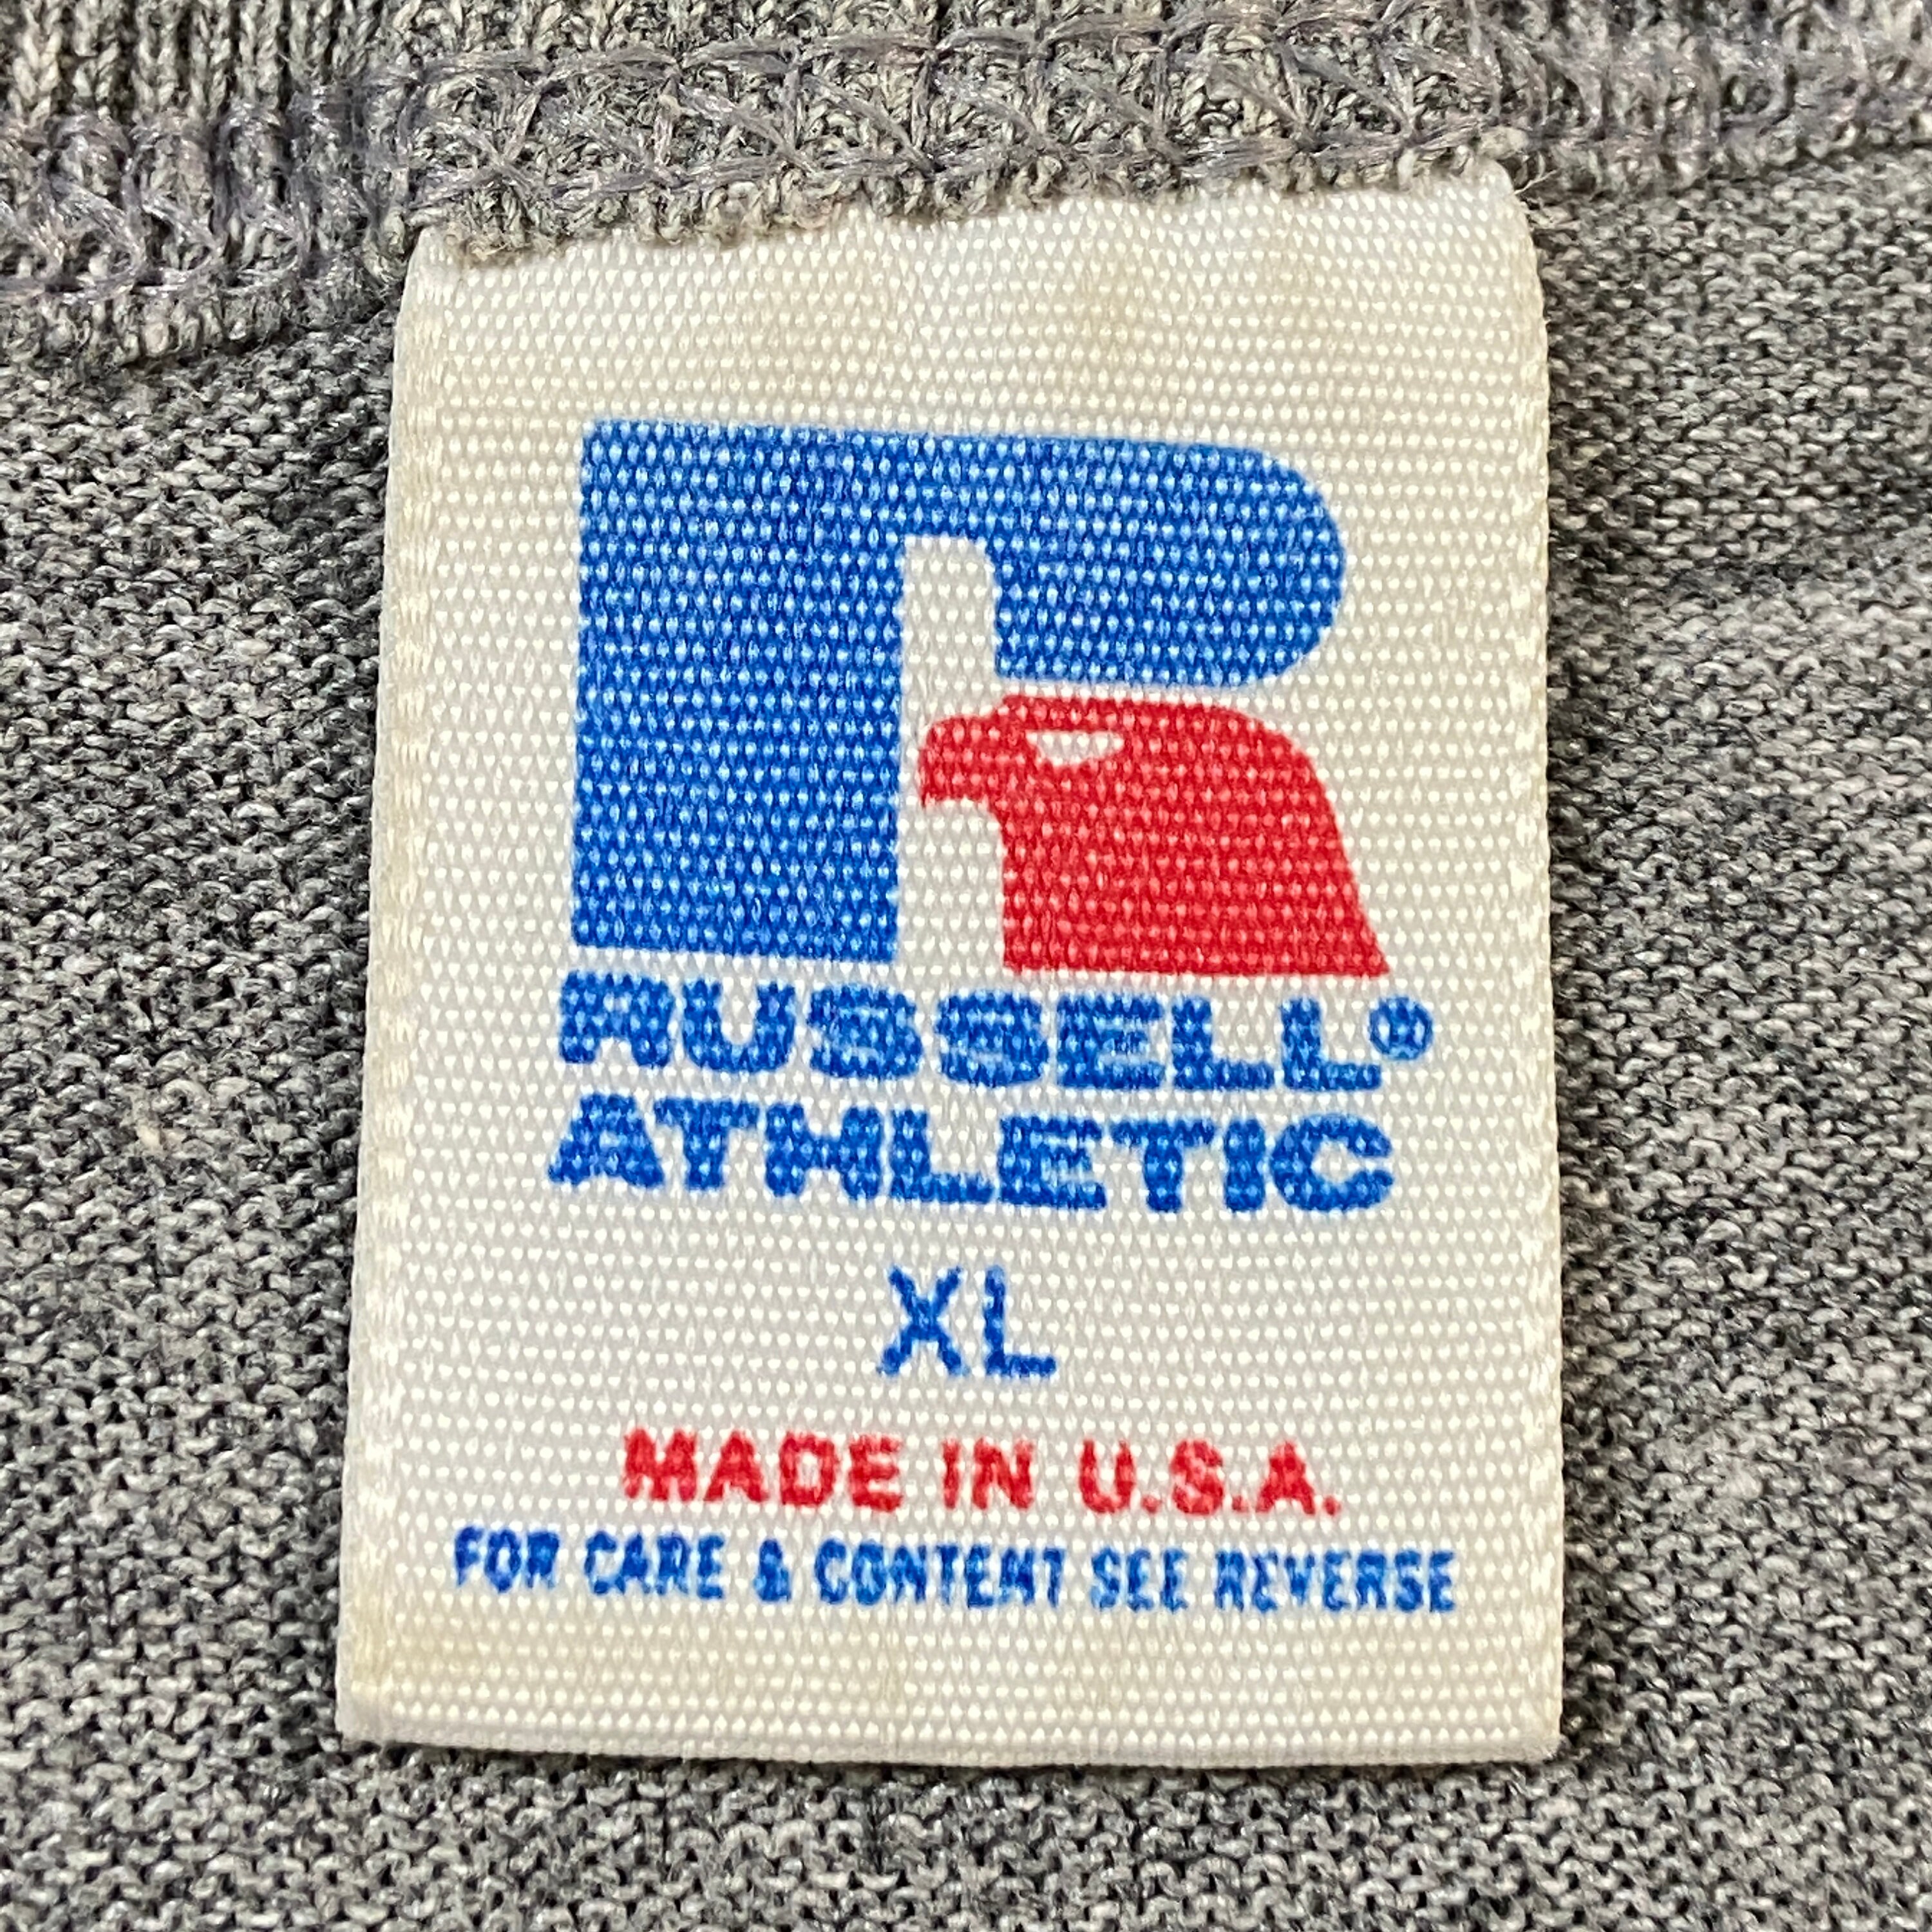 RUSSELL®
ATHLETIC
XL
MADE IN U.S.A.
FOR CARE & CONTENT SEE REVERSE